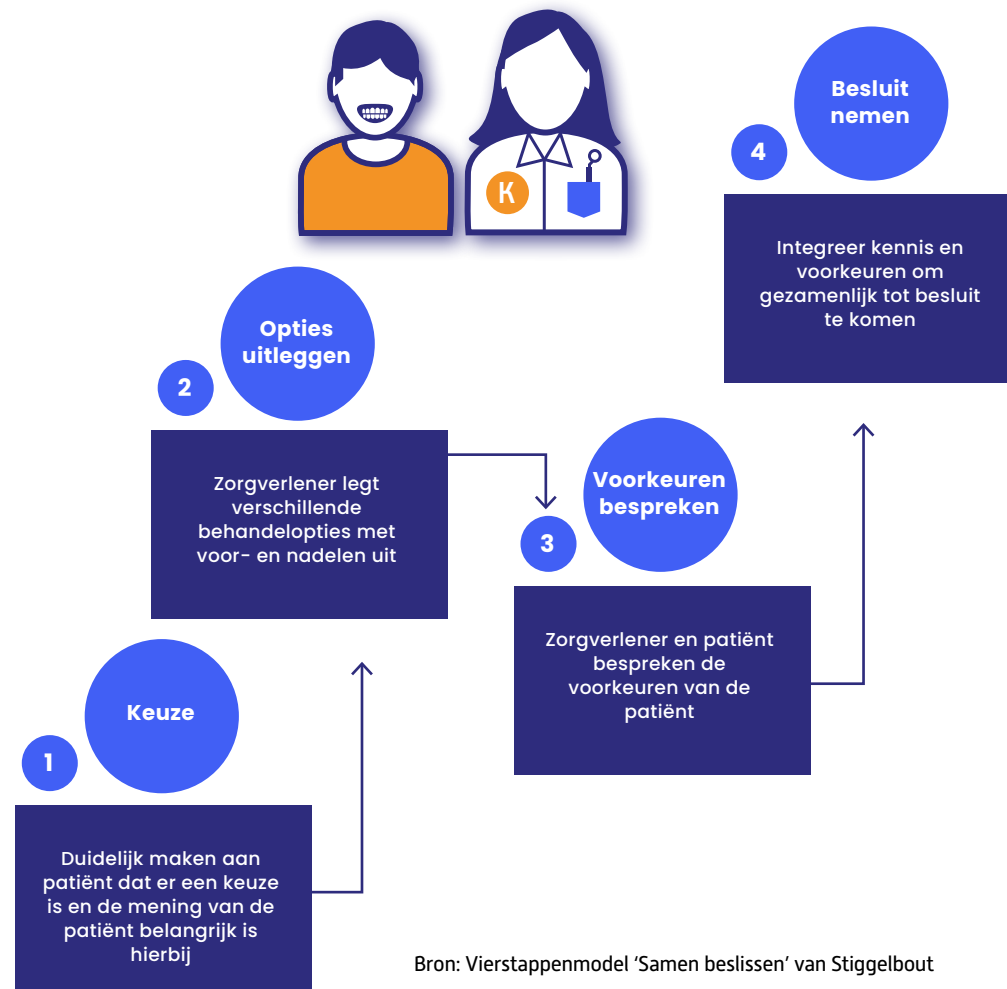 K
1
Keuze
Duidelijk maken aan
patiënt dat er een keuze
is en de mening van de
patiënt belangrijk is
hierbij
2
Opties
uitleggen
Zorgverlener legt
verschillende
behandelopties met
voor- en nadelen uit
3
Voorkeuren
bespreken
Zorgverlener en patiënt
bespreken de
voorkeuren van de
patiënt
4
Besluit
nemen
Integreer kennis en
voorkeuren om
gezamenlijk tot besluit
te komen
Bron: Vierstappenmodel ‘Samen beslissen’ van Stiggelbout